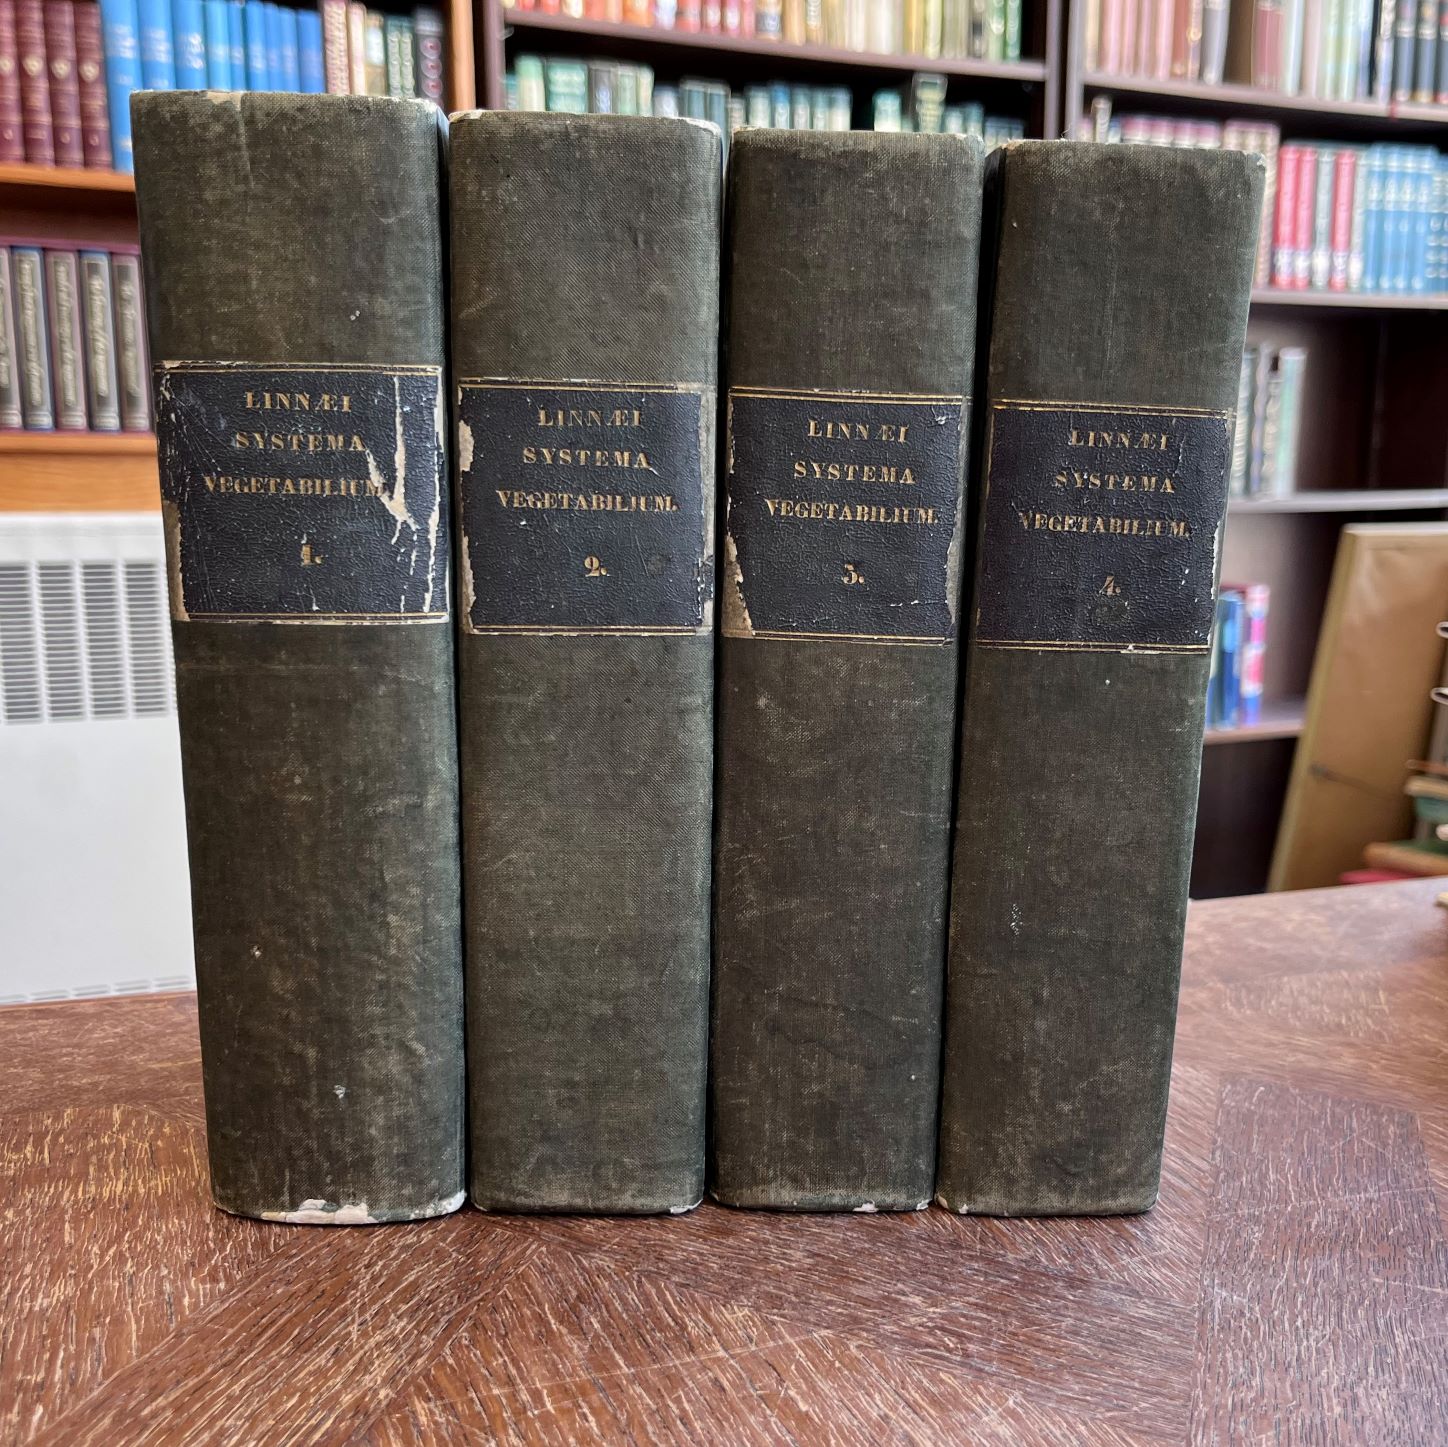 LINNÆI
SYSTEMA
VEGETABILIUM.
1.
LINNÆI
SYSTEMA
VEGETABILIUM.
2.
LINNÆI
SYSTEMA
VEGETABILIUM.
3.
LINNÆI
SYSTEMA
VEGETABILIUM.
4.